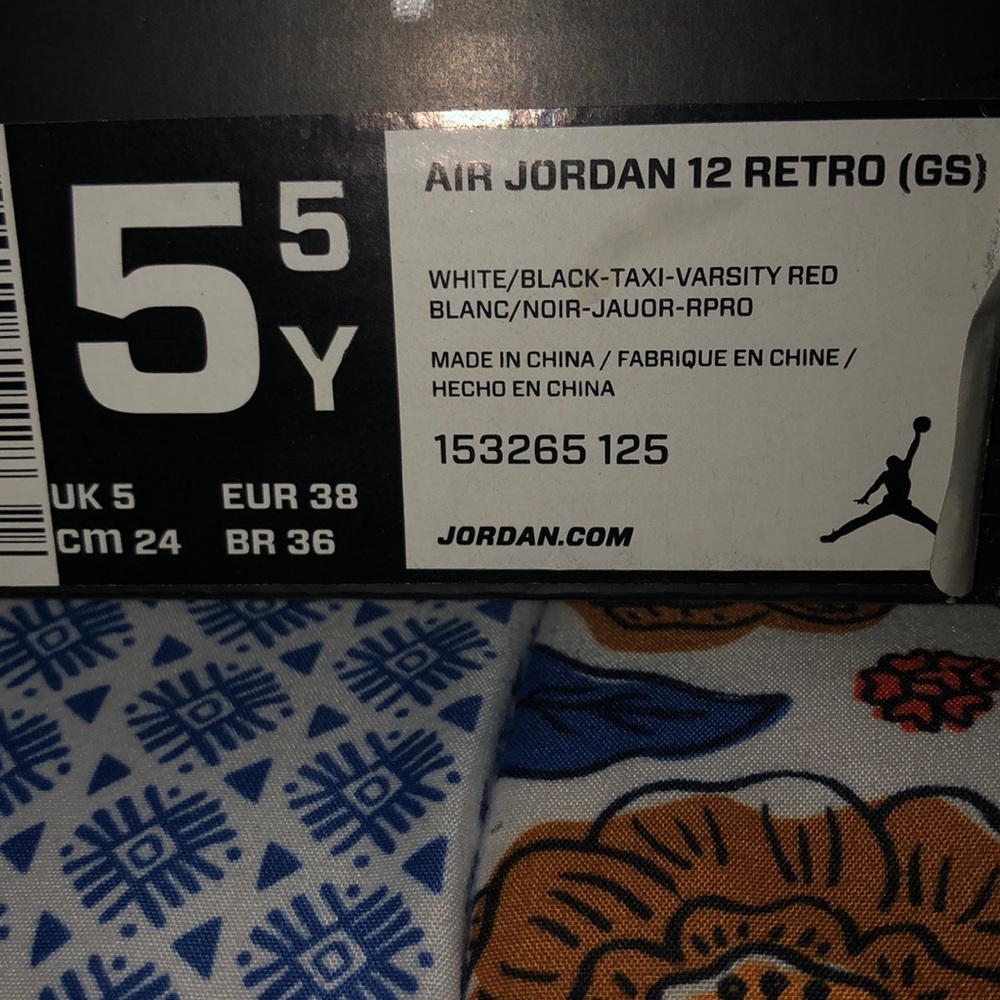 5 5
Y
UK 5 EUR 38
cm 24 BR 36
AIR JORDAN 12 RETRO (GS)
WHITE/BLACK-TAXI-VARSITY RED
BLANC/NOIR-JAUOR-RPRO
MADE IN CHINA / FABRIQUE EN CHINE /
HECHO EN CHINA
153265 125
JORDAN.COM